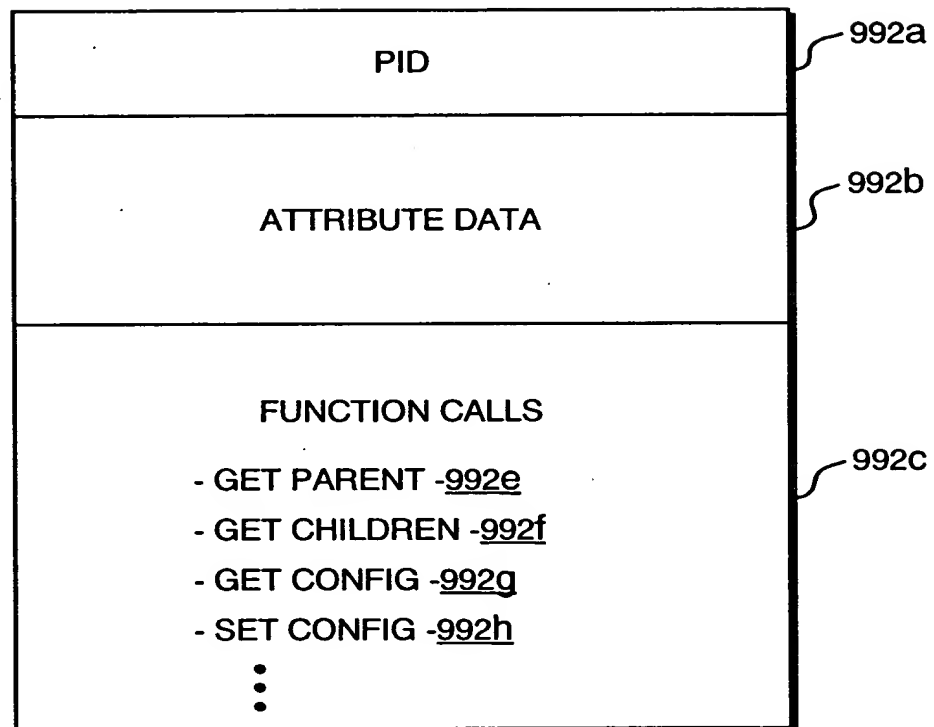 992a
PID
992b
ATTRIBUTE DATA
FUNCTION CALLS
992c
- GET PARENT -992e
- GET CHILDREN -992f
- GET CONFIG -992g
- SET CONFIG -992h